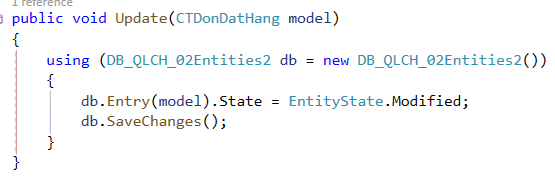 1 reference
public void Update(CTDonDatHang model)
{
using (DB_QLCH_02Entities2 db = new DB_QLCH_02Entities2())
{
db.Entry(model).State = EntityState.Modified;
db.SaveChanges();
}
}